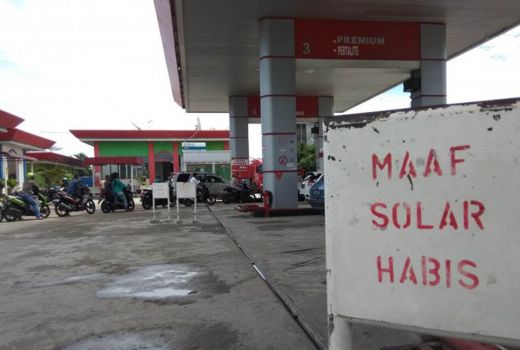 3
PREMIUM
PERTALITE
MAAF
SOLAR
HABIS